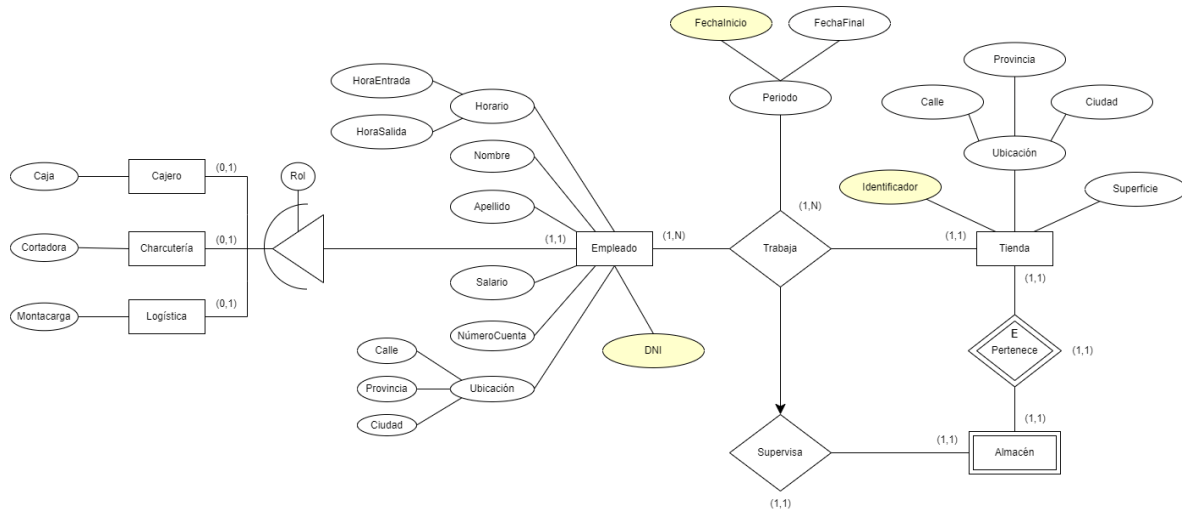 FechaInicio
FechaFinal
Periodo
Provincia
Calle
Ciudad
Ubicación
Identificador
Superficie
HoraEntrada
Horario
HoraSalida
Nombre
Apellido
Caja
Cajero
(0,1)
Rol
Cortadora
Charcutería
(0,1)
Montacarga
Logística
(0,1)
(1,1)
Empleado
(1,N)
(1,N)
Trabaja
(1,1)
Tienda
(1,1)
Salario
NúmeroCuenta
DNI
Calle
Provincia
Ciudad
Ubicación
E
Pertenece
(1,1)
(1,1)
Supervisa
(1,1)
(1,1)
Almacén